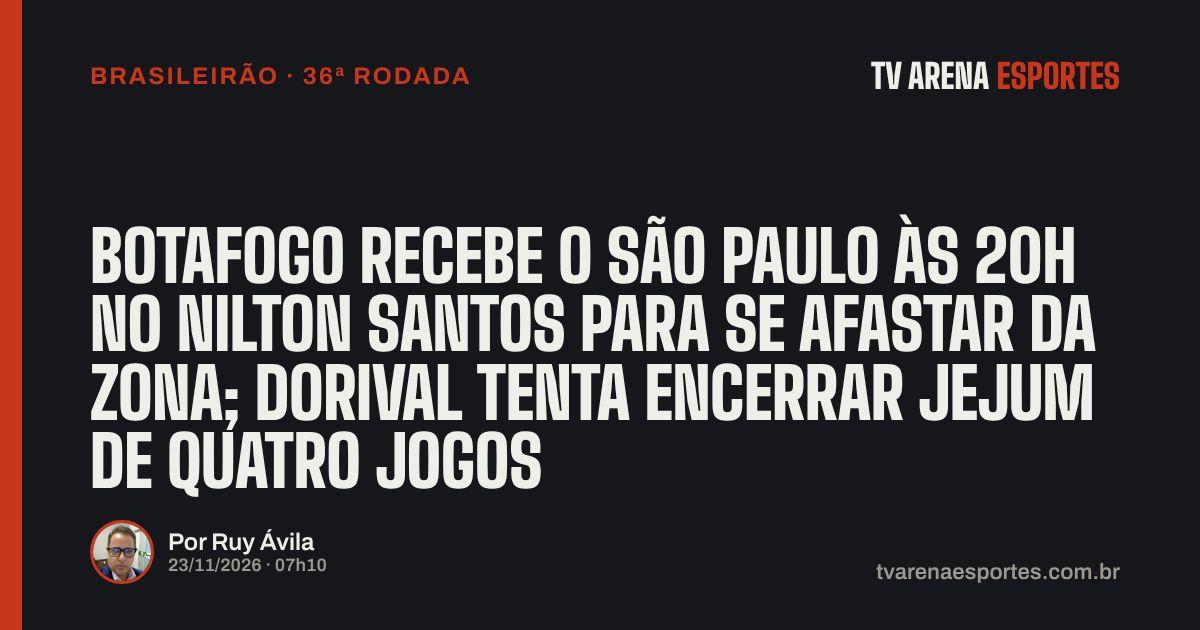 BRASILEIRÃO · 36ª RODADA
TV ARENA ESPORTES
BOTAFOGO RECEBE O SÃO PAULO ÀS 20H
NO NILTON SANTOS PARA SE AFASTAR DA
ZONA; DORIVAL TENTA ENCERRAR JEJUM
DE QUATRO JOGOS
Por Ruy Ávila
23/11/2026 · 07h10
tvarenaesportes.com.br